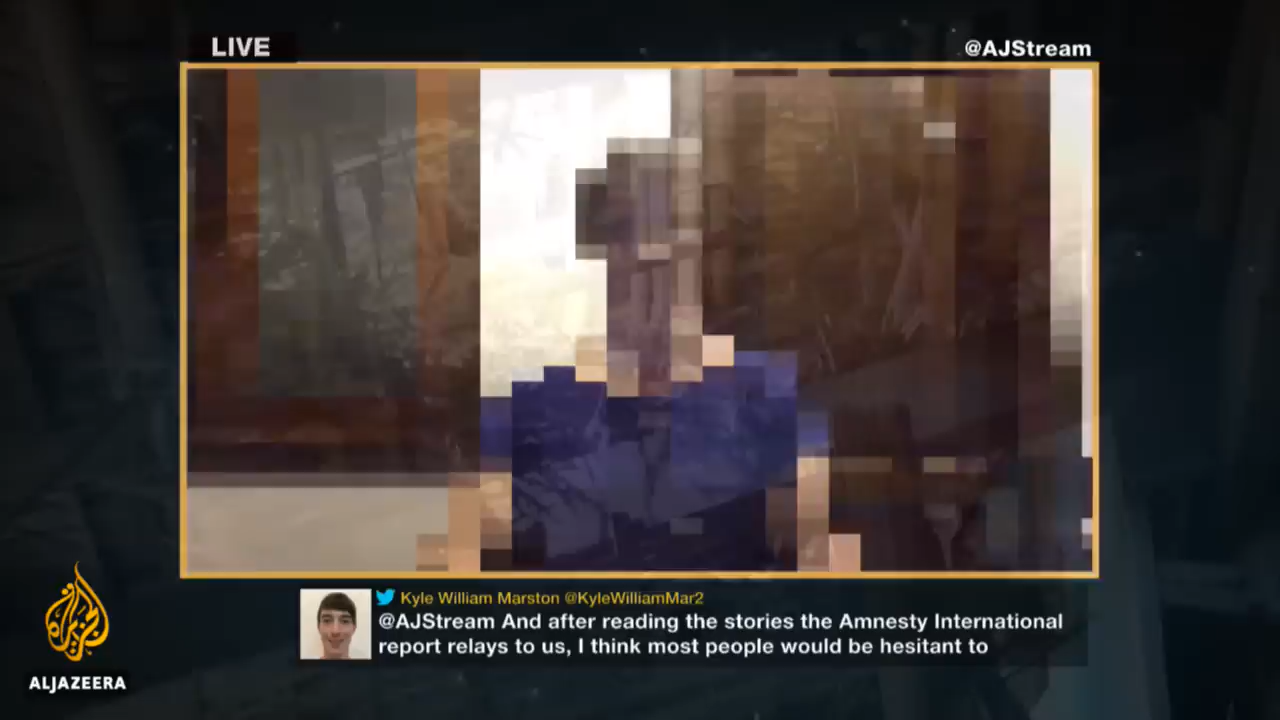 LIVE
@AJStream
Kyle William Marston @KyleWilliamMar2
@AJStream And after reading the stories the Amnesty International
report relays to us, I think most people would be hesitant to
ALJAZEERA